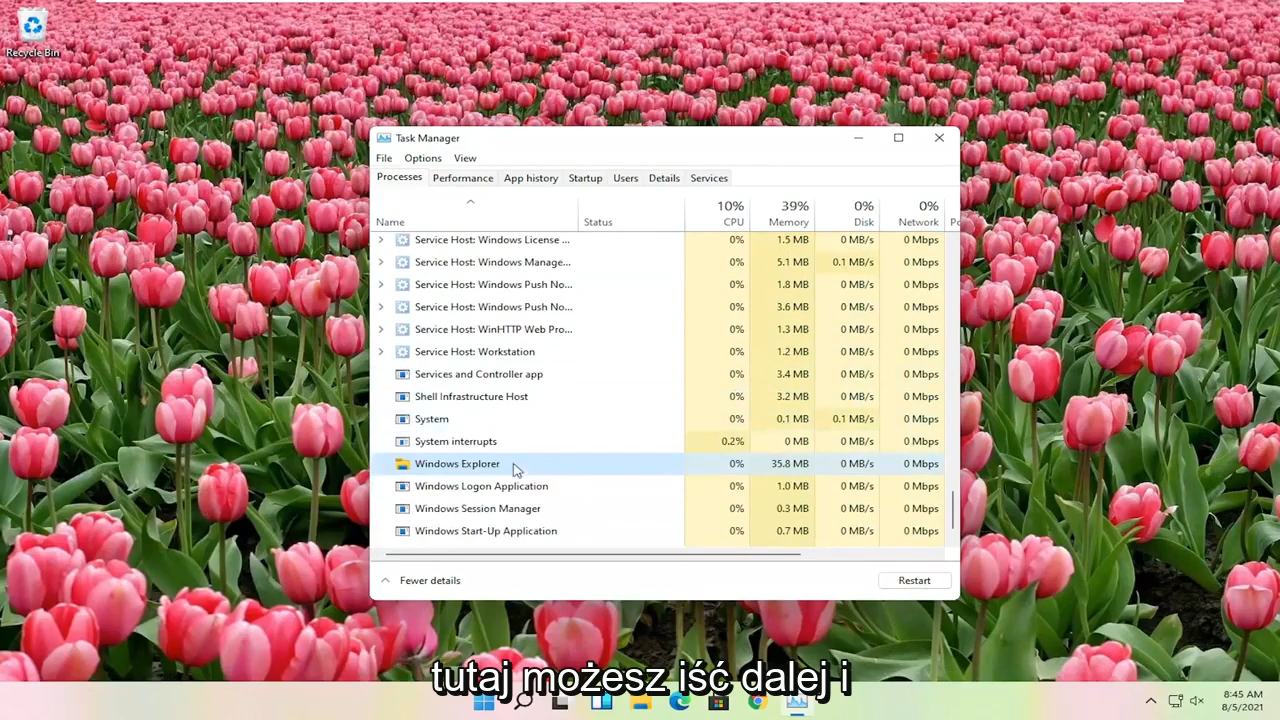 Recycle Bin
Task Manager
File Options View
Processes Performance App history Startup Users Details Services
10% 39% 0% 0%
Name Status CPU Memory Disk Network Po
Service Host: Windows License ... 0% 1.5 MB 0 MB/s 0 Mbps
Service Host: Windows Manage... 0% 5.1 MB 0.1 MB/s 0 Mbps
Service Host: Windows Push No... 0% 1.8 MB 0 MB/s 0 Mbps
Service Host: Windows Push No... 0% 3.6 MB 0 MB/s 0 Mbps
Service Host: WinHTTP Web Pro... 0% 1.3 MB 0 MB/s 0 Mbps
Service Host: Workstation 0% 1.2 MB 0 MB/s 0 Mbps
Services and Controller app 0% 3.4 MB 0 MB/s 0 Mbps
Shell Infrastructure Host 0% 3.2 MB 0 MB/s 0 Mbps
System 0% 0.1 MB 0.1 MB/s 0 Mbps
System interrupts 0.2% 0 MB 0 MB/s 0 Mbps
Windows Explorer 0% 35.8 MB 0 MB/s 0 Mbps
Windows Logon Application 0% 1.0 MB 0 MB/s 0 Mbps
Windows Session Manager 0% 0.3 MB 0 MB/s 0 Mbps
Windows Start-Up Application 0% 0.7 MB 0 MB/s 0 Mbps
Fewer details Restart
tutaj możesz iść dalej i
8:45 AM
8/5/2021